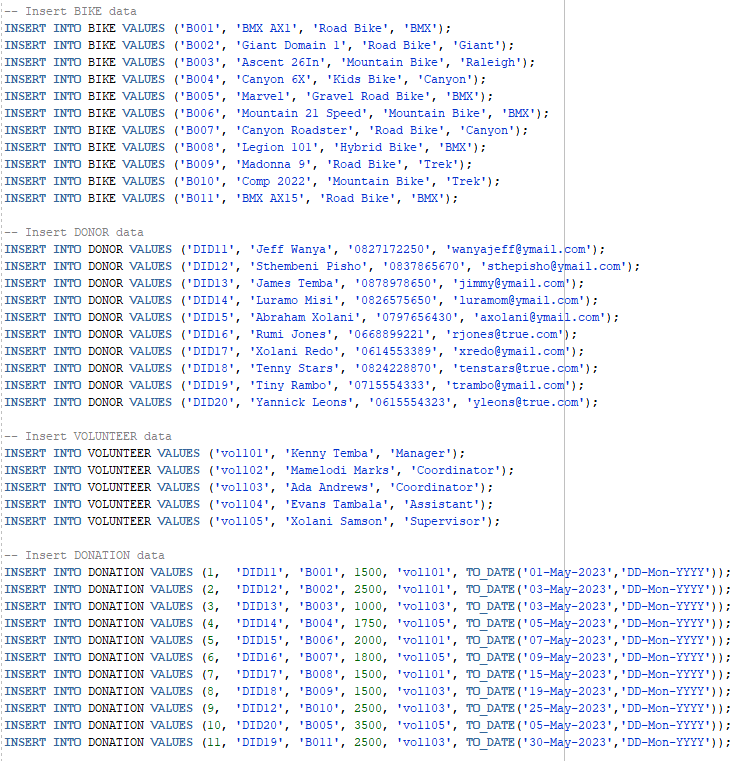 -- Insert BIKE data
INSERT INTO BIKE VALUES ('B001', 'BMX AX1', 'Road Bike', 'BMX');
INSERT INTO BIKE VALUES ('B002', 'Giant Domain 1', 'Road Bike', 'Giant');
INSERT INTO BIKE VALUES ('B003', 'Ascent 26In', 'Mountain Bike', 'Raleigh');
INSERT INTO BIKE VALUES ('B004', 'Canyon 6X', 'Kids Bike', 'Canyon');
INSERT INTO BIKE VALUES ('B005', 'Marvel', 'Gravel Road Bike', 'BMX');
INSERT INTO BIKE VALUES ('B006', 'Mountain 21 Speed', 'Mountain Bike', 'BMX');
INSERT INTO BIKE VALUES ('B007', 'Canyon Roadster', 'Road Bike', 'Canyon');
INSERT INTO BIKE VALUES ('B008', 'Legion 101', 'Hybrid Bike', 'BMX');
INSERT INTO BIKE VALUES ('B009', 'Madonna 9', 'Road Bike', 'Trek');
INSERT INTO BIKE VALUES ('B010', 'Comp 2022', 'Mountain Bike', 'Trek');
INSERT INTO BIKE VALUES ('B011', 'BMX AX15', 'Road Bike', 'BMX');
-- Insert DONOR data
INSERT INTO DONOR VALUES ('DID11', 'Jeff Wanya', '0827172250', 'wanyajeff@ymail.com');
INSERT INTO DONOR VALUES ('DID12', 'Sthembeni Pisho', '0837865670', 'sthepisho@ymail.com');
INSERT INTO DONOR VALUES ('DID13', 'James Temba', '0878978650', 'jimmy@ymail.com');
INSERT INTO DONOR VALUES ('DID14', 'Luramo Misi', '0826575650', 'luramom@ymail.com');
INSERT INTO DONOR VALUES ('DID15', 'Abraham Xolani', '0797656430', 'axolani@ymail.com');
INSERT INTO DONOR VALUES ('DID16', 'Rumi Jones', '0668899221', 'rjones@true.com');
INSERT INTO DONOR VALUES ('DID17', 'Xolani Redo', '0614553389', 'xredo@ymail.com');
INSERT INTO DONOR VALUES ('DID18', 'Tenny Stars', '0824228870', 'tenstars@true.com');
INSERT INTO DONOR VALUES ('DID19', 'Tiny Rambo', '0715554333', 'trambo@ymail.com');
INSERT INTO DONOR VALUES ('DID20', 'Yannick Leons', '0615554323', 'yleons@true.com');
-- Insert VOLUNTEER data
INSERT INTO VOLUNTEER VALUES ('vol101', 'Kenny Temba', 'Manager');
INSERT INTO VOLUNTEER VALUES ('vol102', 'Mamelodi Marks', 'Coordinator');
INSERT INTO VOLUNTEER VALUES ('vol103', 'Ada Andrews', 'Coordinator');
INSERT INTO VOLUNTEER VALUES ('vol104', 'Evans Tambala', 'Assistant');
INSERT INTO VOLUNTEER VALUES ('vol105', 'Xolani Samson', 'Supervisor');
-- Insert DONATION data
INSERT INTO DONATION VALUES (1, 'DID11', 'B001', 1500, 'vol101', TO_DATE('01-May-2023','DD-Mon-YYYY'));
INSERT INTO DONATION VALUES (2, 'DID12', 'B002', 2500, 'vol101', TO_DATE('03-May-2023','DD-Mon-YYYY'));
INSERT INTO DONATION VALUES (3, 'DID13', 'B003', 1000, 'vol103', TO_DATE('03-May-2023','DD-Mon-YYYY'));
INSERT INTO DONATION VALUES (4, 'DID14', 'B004', 1750, 'vol105', TO_DATE('05-May-2023','DD-Mon-YYYY'));
INSERT INTO DONATION VALUES (5, 'DID15', 'B006', 2000, 'vol101', TO_DATE('07-May-2023','DD-Mon-YYYY'));
INSERT INTO DONATION VALUES (6, 'DID16', 'B007', 1800, 'vol105', TO_DATE('09-May-2023','DD-Mon-YYYY'));
INSERT INTO DONATION VALUES (7, 'DID17', 'B008', 1500, 'vol101', TO_DATE('15-May-2023','DD-Mon-YYYY'));
INSERT INTO DONATION VALUES (8, 'DID18', 'B009', 1500, 'vol103', TO_DATE('19-May-2023','DD-Mon-YYYY'));
INSERT INTO DONATION VALUES (9, 'DID12', 'B010', 2500, 'vol103', TO_DATE('25-May-2023','DD-Mon-YYYY'));
INSERT INTO DONATION VALUES (10, 'DID20', 'B005', 3500, 'vol105', TO_DATE('05-May-2023','DD-Mon-YYYY'));
INSERT INTO DONATION VALUES (11, 'DID19', 'B011', 2500, 'vol103', TO_DATE('30-May-2023','DD-Mon-YYYY'));